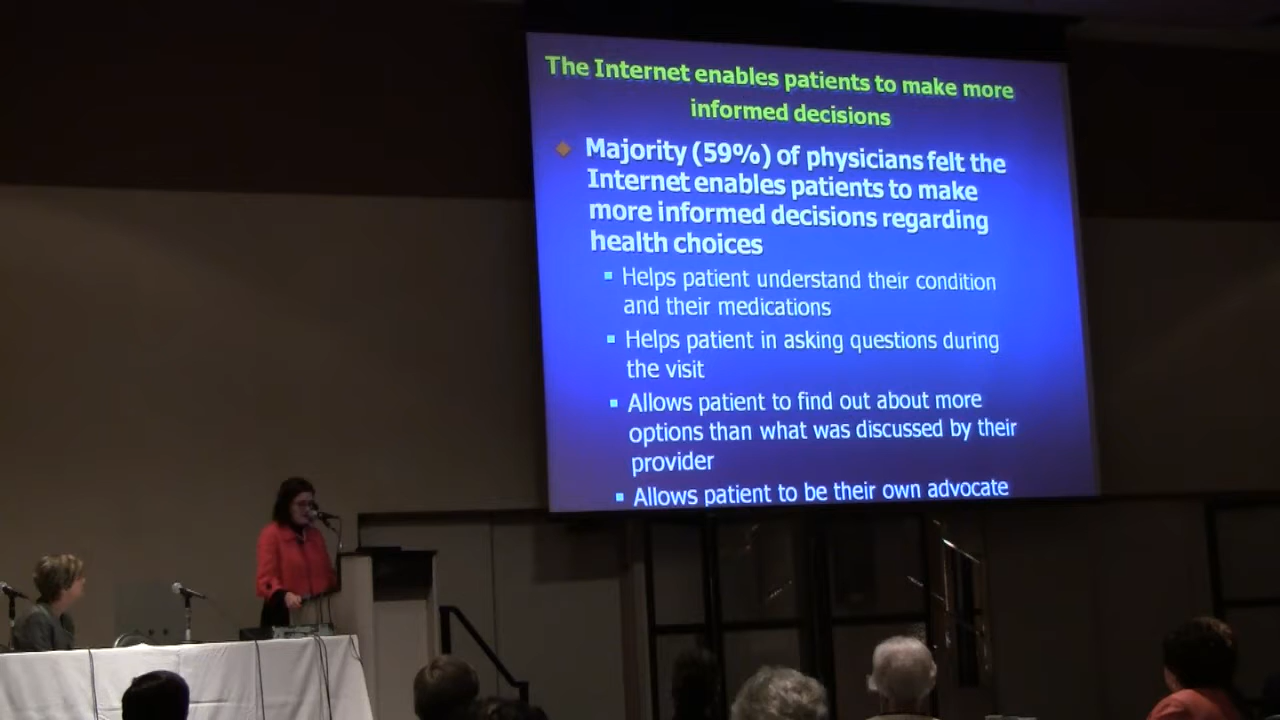 The Internet enables patients to make more
informed decisions
Majority (59%) of physicians felt the
Internet enables patients to make
more informed decisions regarding
health choices
Helps patient understand their condition
and their medications
Helps patient in asking questions during
the visit
Allows patient to find out about more
options than what was discussed by their
provider
Allows patient to be their own advocate